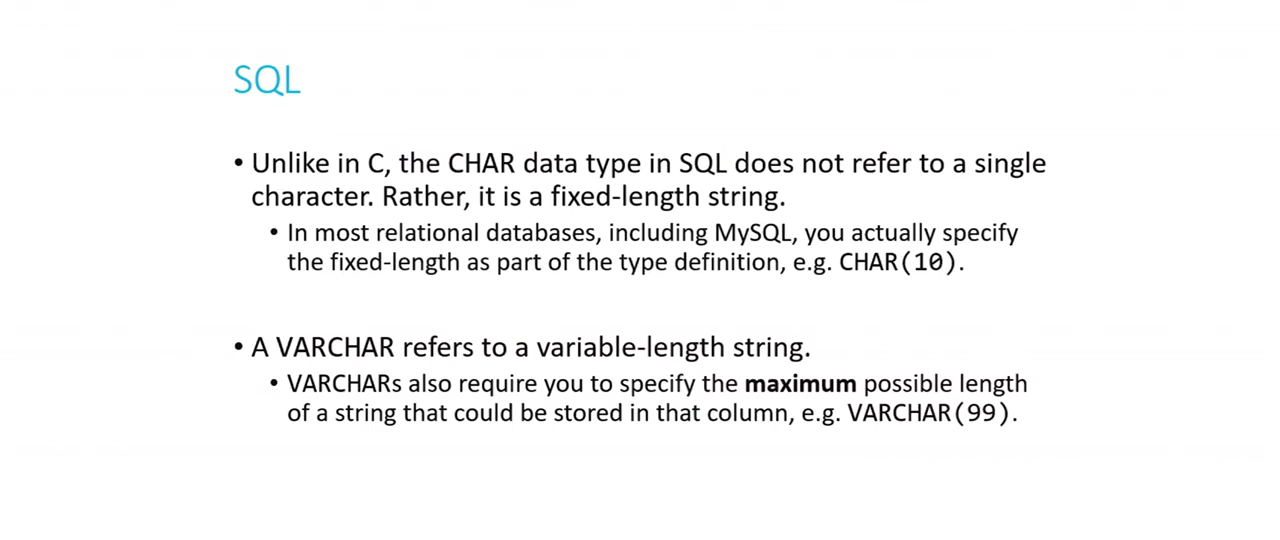 SQL
• Unlike in C, the CHAR data type in SQL does not refer to a single
character. Rather, it is a fixed-length string.
• In most relational databases, including MySQL, you actually specify
the fixed-length as part of the type definition, e.g. CHAR(10).
• A VARCHAR refers to a variable-length string.
• VARCHARs also require you to specify the maximum possible length
of a string that could be stored in that column, e.g. VARCHAR(99).